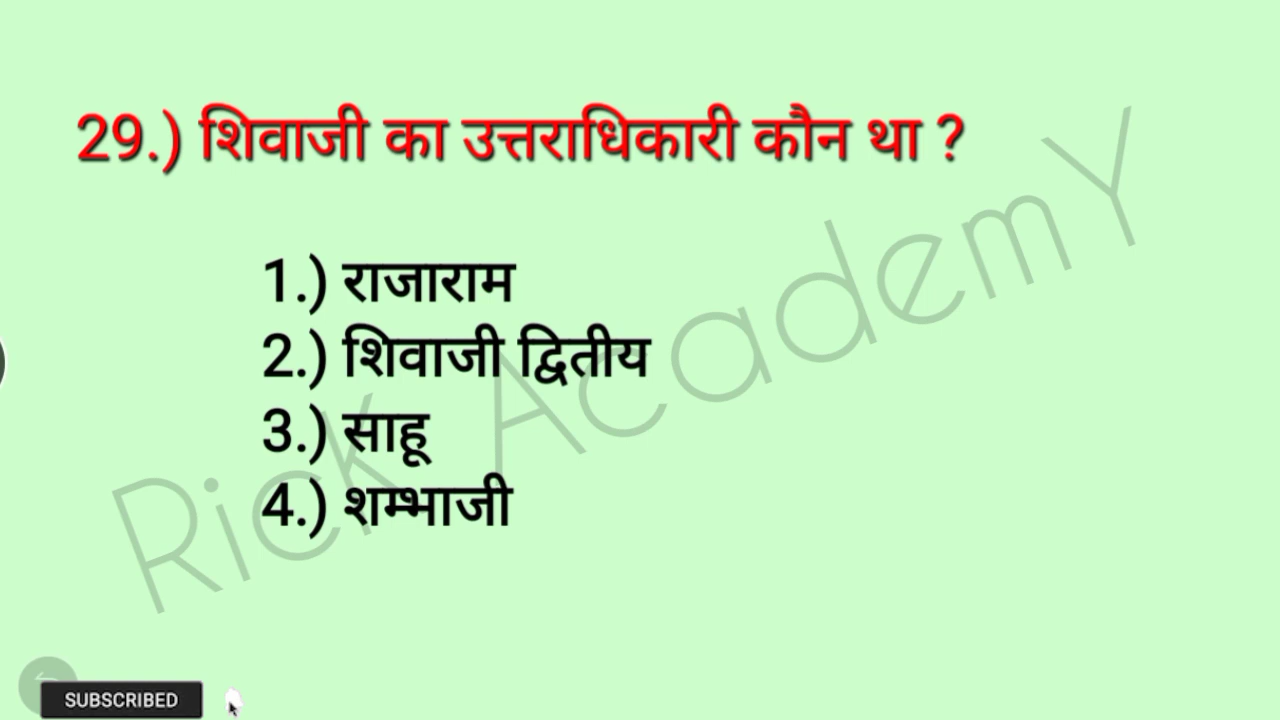 29.) शिवाजी का उत्तराधिकारी कौन था ?
1.) राजाराम
2.) शिवाजी द्वितीय
3.) साहू
4.) शम्भाजी
Rick AcademY
SUBSCRIBED